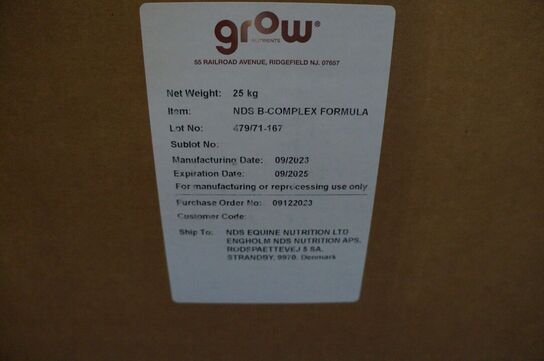 grow®
NUTRIENTS
55 RAILROAD AVENUE, RIDGEFIELD NJ. 07657
Net Weight: 25 kg
Item: NDS B-COMPLEX FORMULA
Lot No: 479/71-167
Sublot No:
Manufacturing Date: 09/2023
Expiration Date: 09/2025
For manufacturing or reprocessing use only
Purchase Order No: 09122023
Customer Code:
Ship To: NDS EQUINE NUTRITION LTD
ENGHOLM NDS NUTRITION APS.
RODSPAETTEVEJ 5 SA.
STRANDBY, 9970. Denmark